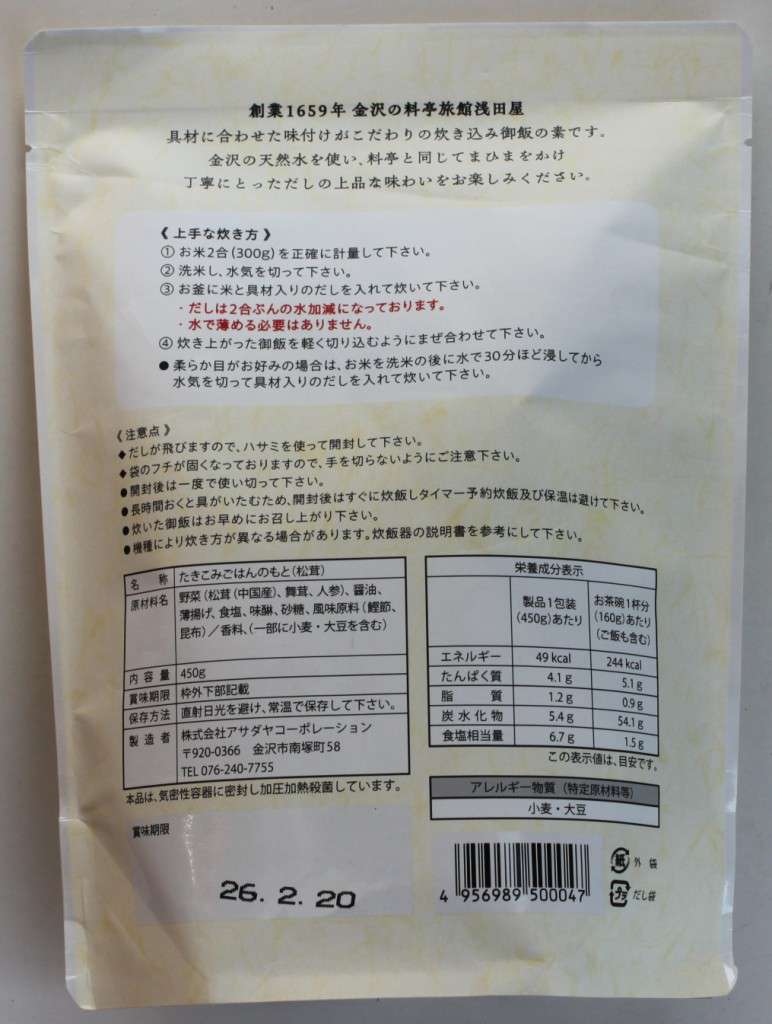 創業1659年 金沢の料亭旅館浅田屋
具材に合わせた味付けがこだわりの炊き込み御飯の素です。
金沢の天然水を使い、料亭と同じてまひまをかけ
丁寧にとっただしの上品な味わいをお楽しみください。
《 上手な炊き方 》
① お米2合(300g)を正確に計量して下さい。
② 洗米し、水気を切って下さい。
③ お釜に米と具材入りのだしを入れて炊いて下さい。
・だしは2合ぶんの水加減になっております。
・水で薄める必要はありません。
④ 炊き上がった御飯を軽く切り込むようにまぜ合わせて下さい。
● 柔らか目がお好みの場合は、お米を洗米の後に水で30分ほど浸してから
水気を切って具材入りのだしを入れて炊いて下さい。
《 注意点 》
◆だしが飛びますので、ハサミを使って開封して下さい。
◆袋のフチが固くなっておりますので、手を切らないようにご注意下さい。
●開封後は一度で使い切って下さい。
●長時間おくと具がいたむため、開封後はすぐに炊飯しタイマー予約炊飯及び保温は避けて下さい。
●炊いた御飯はお早めにお召し上がり下さい。
●機種により炊き方が異なる場合があります。炊飯器の説明書を参考にして下さい。
名 称 たきこみごはんのもと(松茸)
原材料名 野菜(松茸(中国産)、舞茸、人参)、醤油、
薄揚げ、食塩、味醂、砂糖、風味原料(鰹節、
昆布)/香料、(一部に小麦・大豆を含む)
内 容 量 450g
賞味期限 枠外下部記載
保存方法 直射日光を避け、常温で保存して下さい。
製 造 者 株式会社アサダヤコーポレーション
〒920-0366 金沢市南塚町58
TEL 076-240-7755
本品は、気密性容器に密封し加圧加熱殺菌しています。
栄養成分表示
製品1包装
(450g)あたり
お茶碗1杯分
(160g)あたり
(ご飯も含む)
エネルギー 49 kcal 244 kcal
たんぱく質 4.1 g 5.1 g
脂 質 1.2 g 0.9 g
炭水化物 5.4 g 54.1 g
食塩相当量 6.7 g 1.5 g
この表示値は、目安です。
アレルギー物質(特定原材料等)
小麦・大豆
賞味期限
26. 2. 20
4 956989 500047
紙 外 袋
プラ だし袋